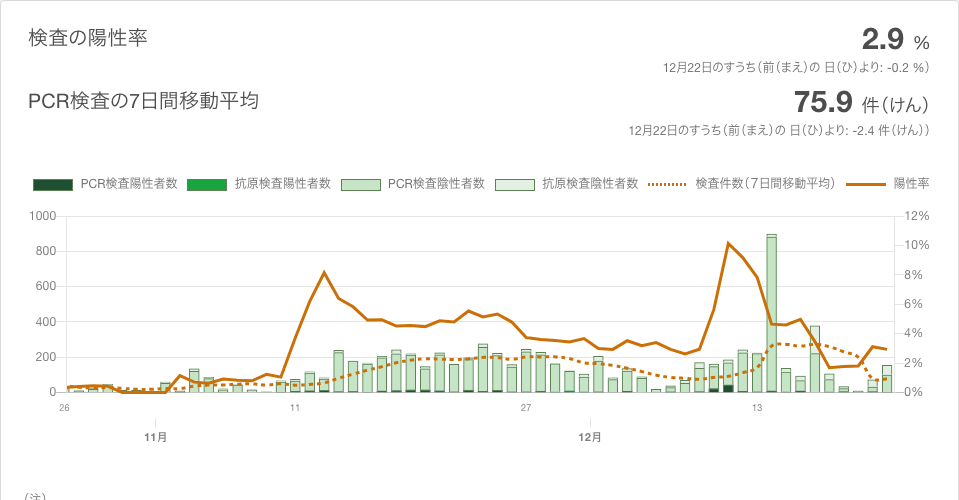 検査の陽性率
2.9 %
12月22日のすうち（前（まえ）の 日（ひ）より: -0.2 %）
PCR検査の7日間移動平均
75.9 件（けん）
12月22日のすうち（前（まえ）の 日（ひ）より: -2.4 件（けん））
PCR検査陽性者数 抗原検査陽性者数 PCR検査陰性者数 抗原検査陰性者数 検査件数（7日間移動平均） 陽性率
1000 12%
10%
800
8%
600
6%
400
4%
200
2%
0 0%
26 11 27 13
11月 12月
（注）